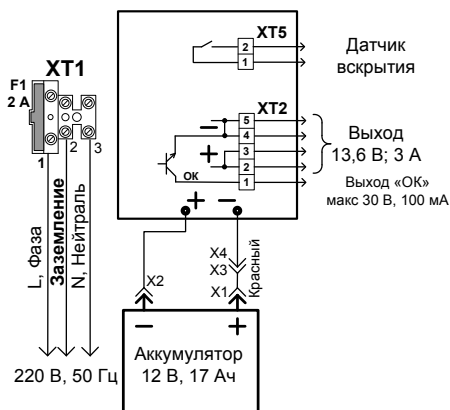 F1
2 А
XT1
1
2
3
L, Фаза
Заземление
N, Нейтраль
220 В, 50 Гц
XT5
2
1
Датчик
вскрытия
XT2
5
4
3
2
1
−
+
ОК
Выход
13,6 В; 3 А
Выход «ОК»
макс 30 В, 100 мА
+ −
X2
X4
X3
X1
Красный
− +
Аккумулятор
12 В, 17 Ач